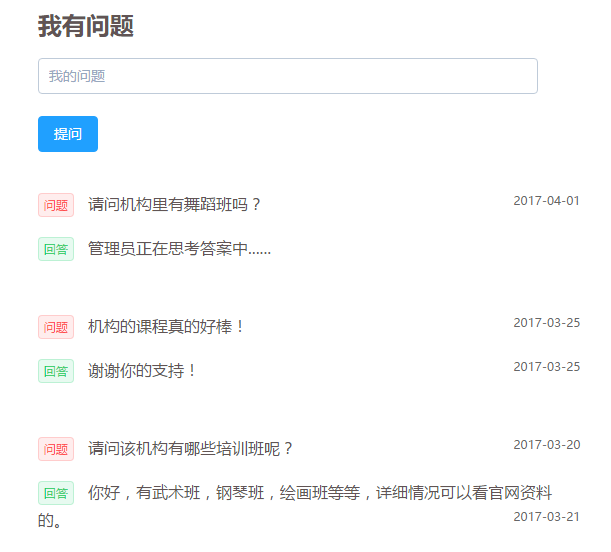 我有问题
我的问题
提问
问题 请问机构里有舞蹈班吗？ 2017-04-01
回答 管理员正在思考答案中......
问题 机构的课程真的好棒！ 2017-03-25
回答 谢谢你的支持！ 2017-03-25
问题 请问该机构有哪些培训班呢？ 2017-03-20
回答 你好，有武术班，钢琴班，绘画班等等，详细情况可以看官网资料
的。 2017-03-21